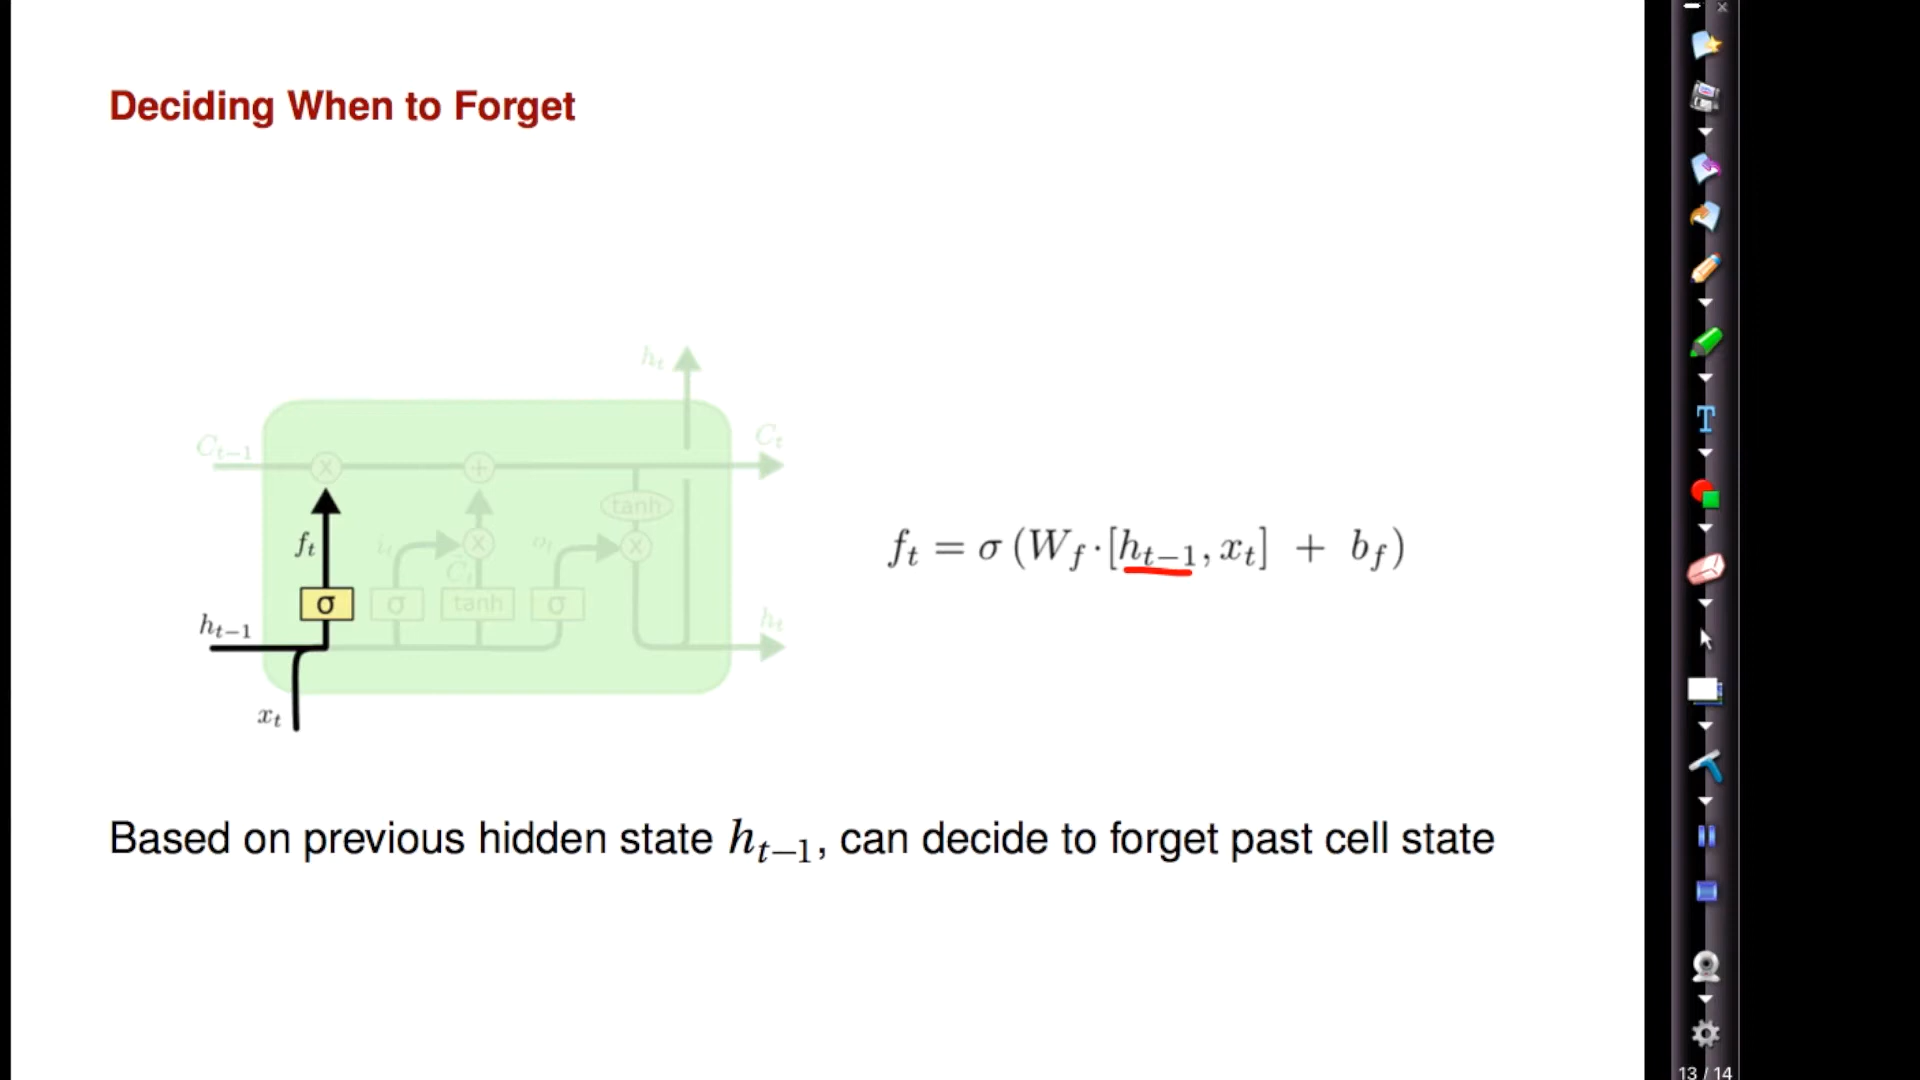 Deciding When to Forget
h_t
C_{t-1}
C_t
x
+
tanh
f_t
i_t
x
o_t
x
f_t = σ (W_f · [h_{t-1}, x_t] + b_f)
C̃_t
σ
σ
tanh
σ
h_{t-1}
h_t
x_t
Based on previous hidden state h_{t-1}, can decide to forget past cell state
T
13 / 14